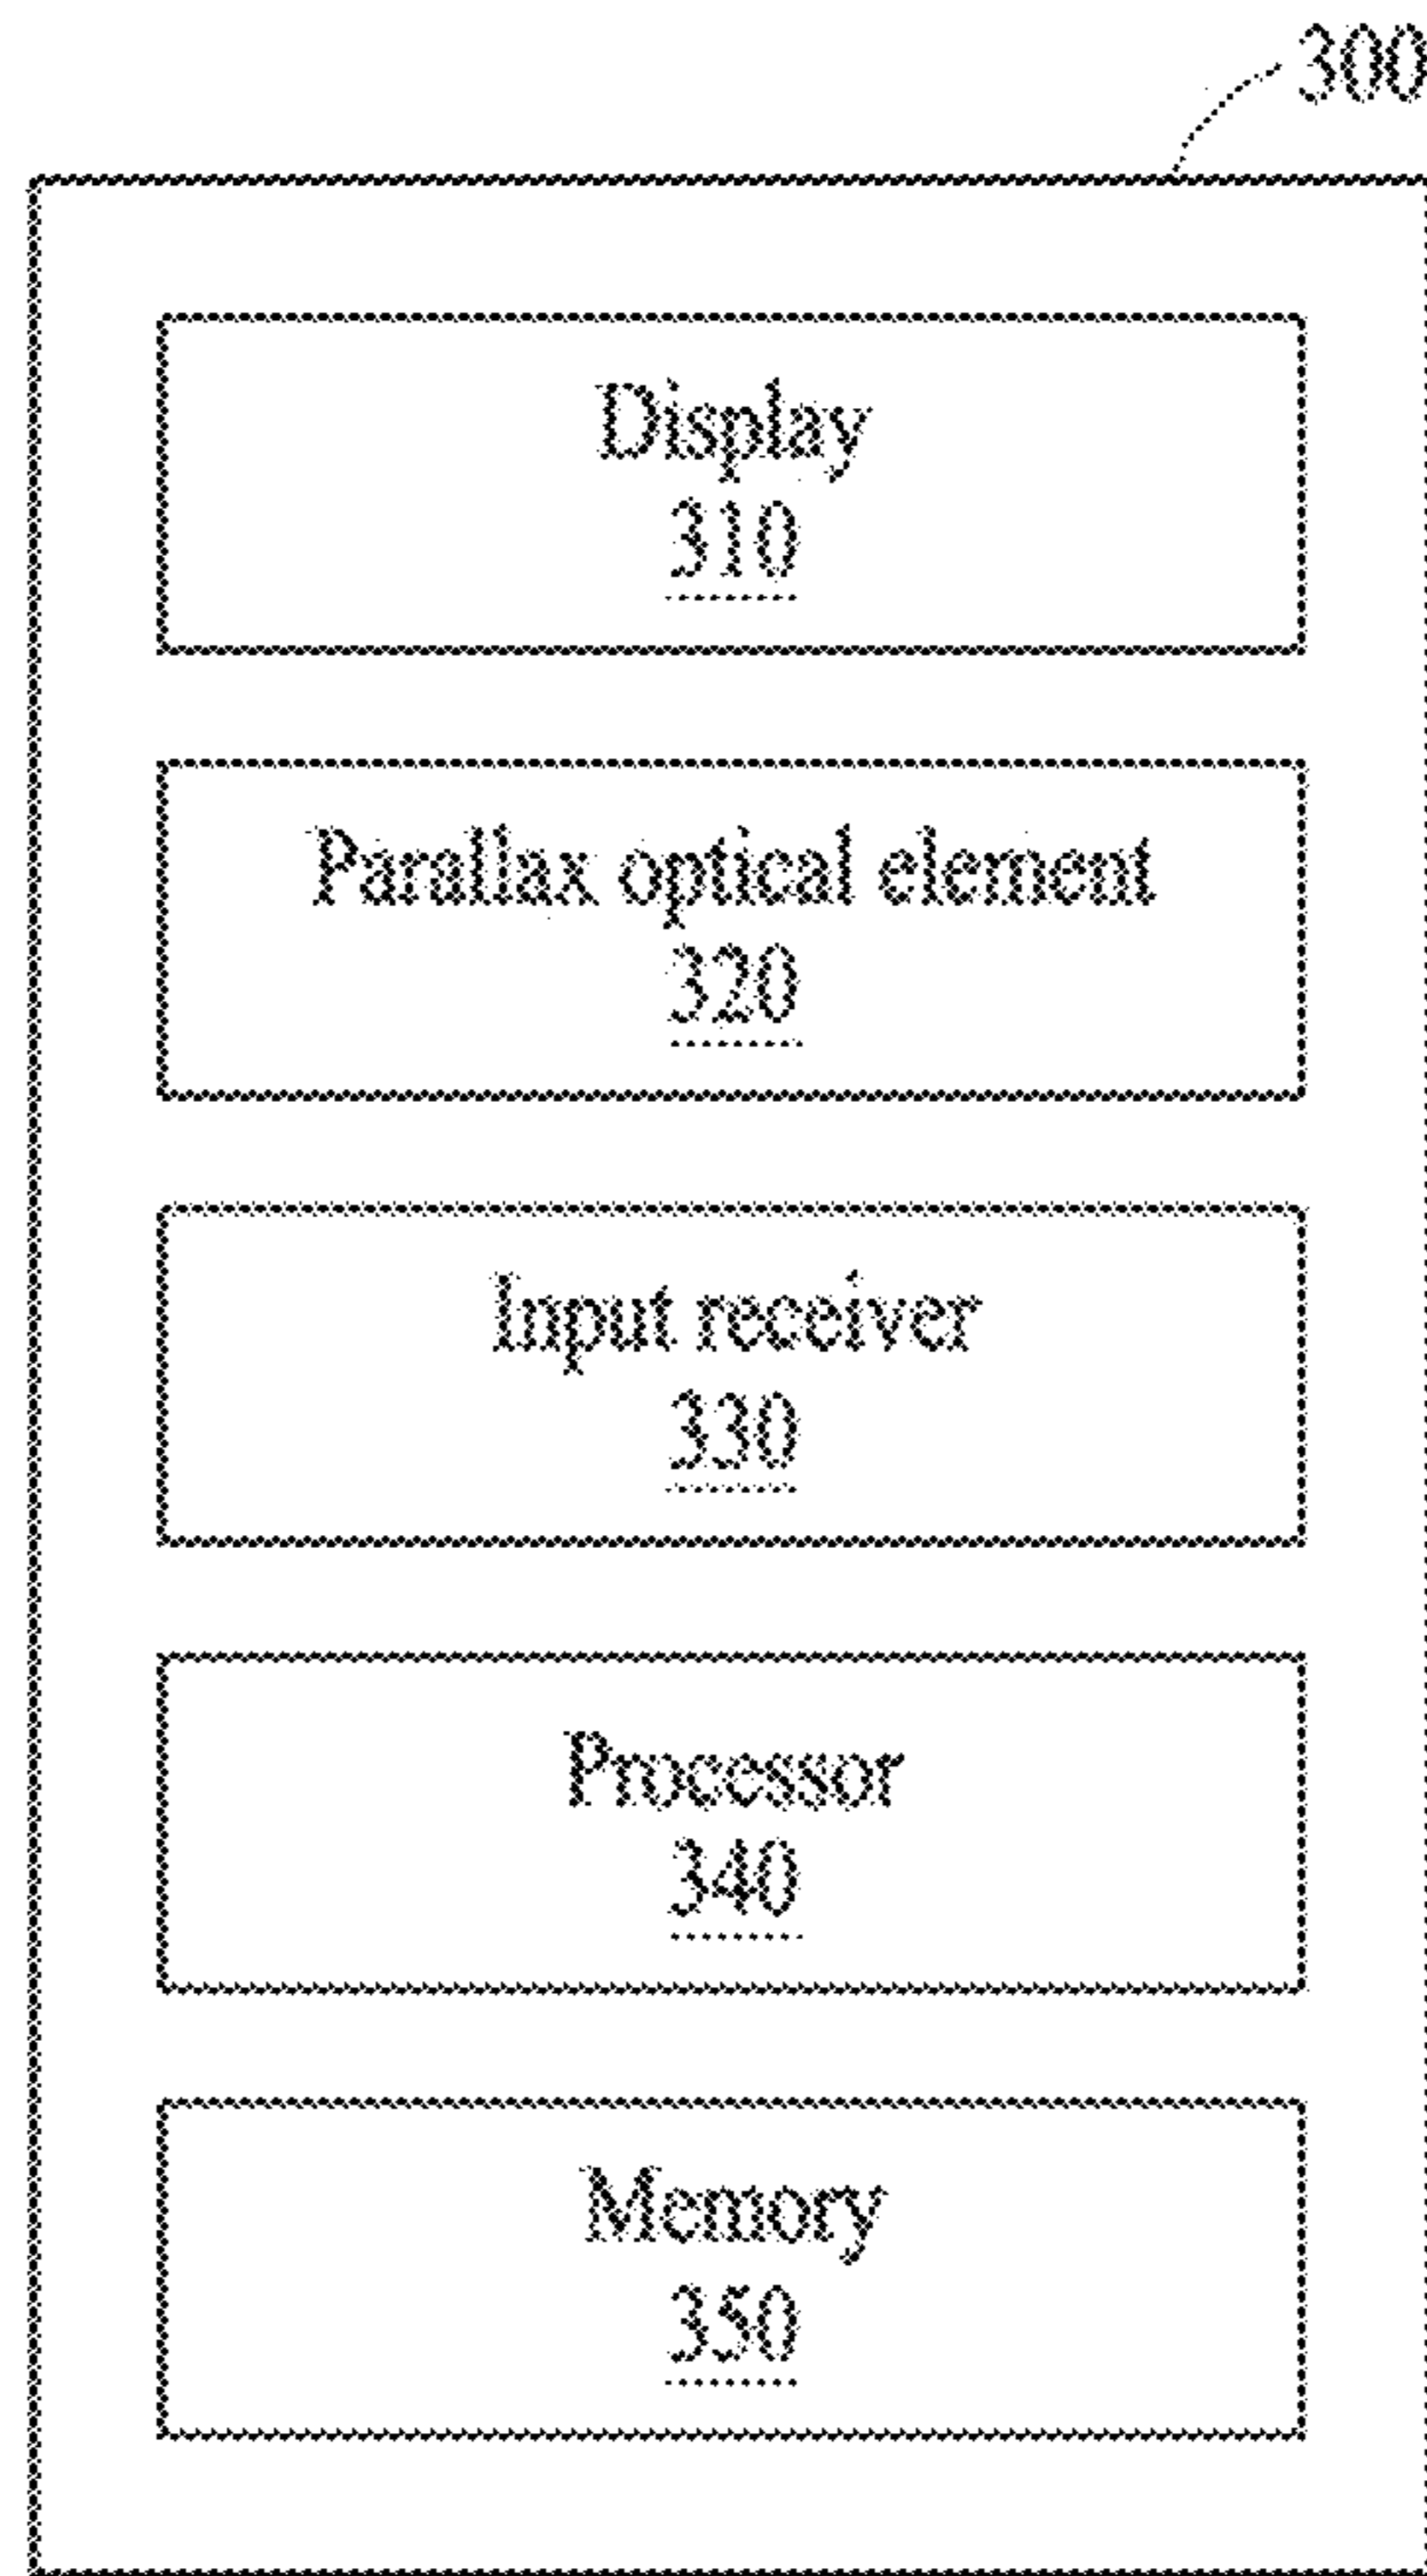 300
Display
310
Parallax optical element
320
Input receiver
330
Processor
340
Memory
350